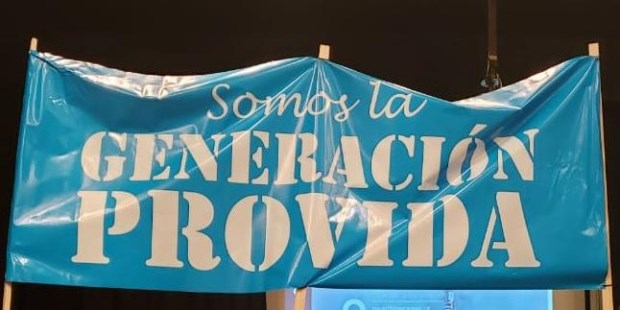 Somos la
GENERACIÓN
PROVIDA